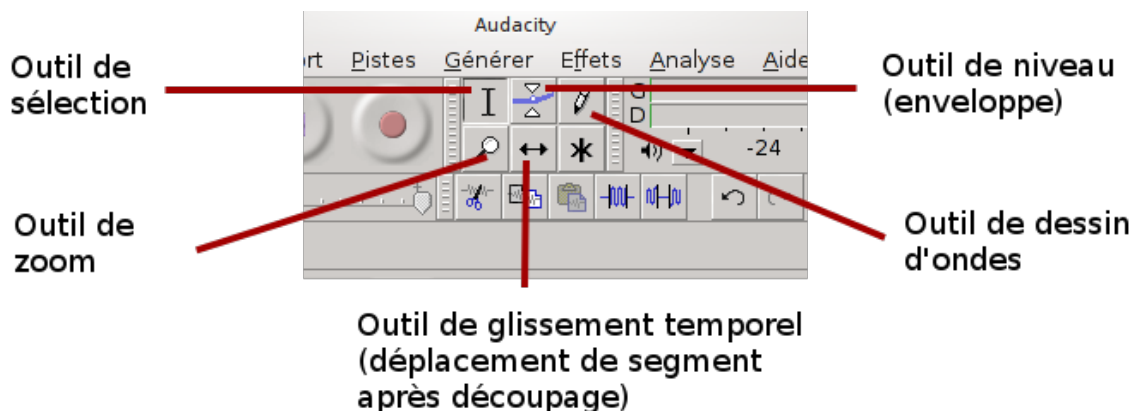 Audacity
Pistes Générer Effets Analyse Aide
Outil de
sélection
Outil de niveau
(enveloppe)
G
D
-24
Outil de
zoom
Outil de dessin
d'ondes
Outil de glissement temporel
(déplacement de segment
après découpage)